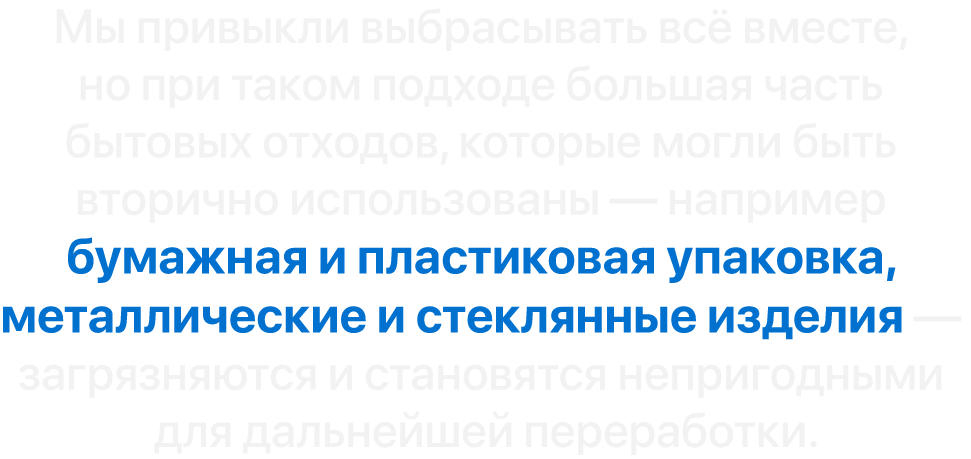 Мы привыкли выбрасывать всё вместе,
но при таком подходе большая часть
бытовых отходов, которые могли быть
вторично использованы — например
бумажная и пластиковая упаковка,
металлические и стеклянные изделия —
загрязняются и становятся непригодными
для дальнейшей переработки.